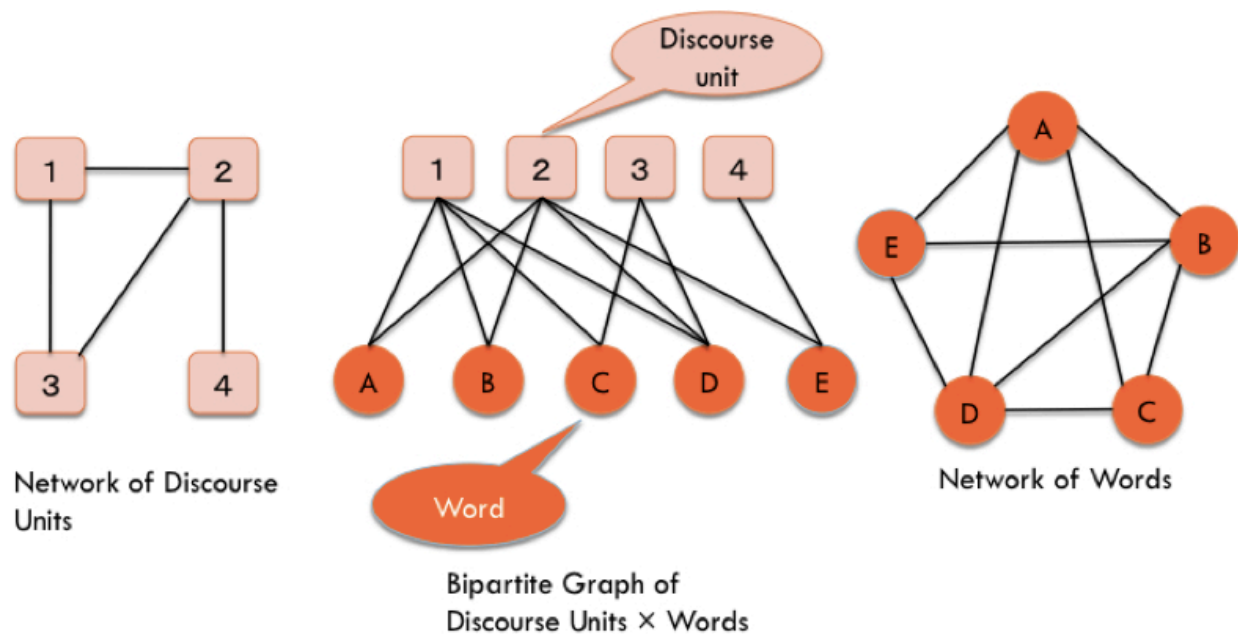 Discourse
unit
1
2
3
4
1
2
3
4
A
B
C
D
E
Word
A
E
B
D
C
Network of Discourse
Units
Bipartite Graph of
Discourse Units × Words
Network of Words